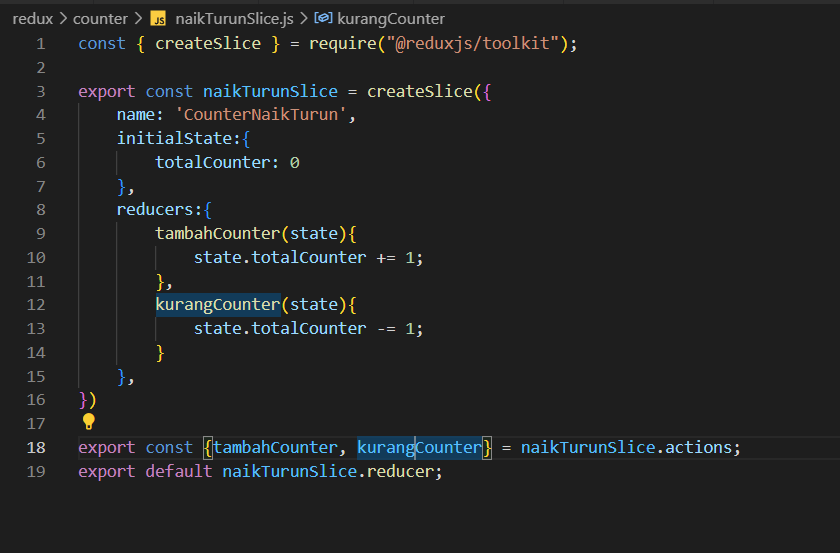 redux > counter > JS naikTurunSlice.js > kurangCounter
1 const { createSlice } = require("@reduxjs/toolkit");
2
3 export const naikTurunSlice = createSlice({
4     name: 'CounterNaikTurun',
5     initialState:{
6         totalCounter: 0
7     },
8     reducers:{
9         tambahCounter(state){
10             state.totalCounter += 1;
11         },
12         kurangCounter(state){
13             state.totalCounter -= 1;
14         }
15     },
16 })
17
18 export const {tambahCounter, kurangCounter} = naikTurunSlice.actions;
19 export default naikTurunSlice.reducer;